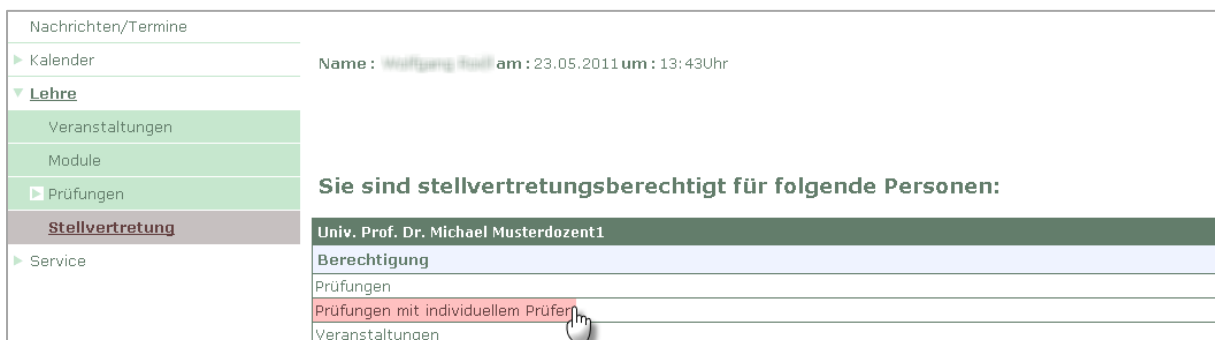 Nachrichten/Termine
Kalender
Name : am : 23.05.2011 um : 13:43Uhr
Lehre
Veranstaltungen
Module
Prüfungen
Sie sind stellvertretungsberechtigt für folgende Personen:
Stellvertretung
Univ. Prof. Dr. Michael Musterdozent1
Service
Berechtigung
Prüfungen
Prüfungen mit individuellem Prüfer
Veranstaltungen